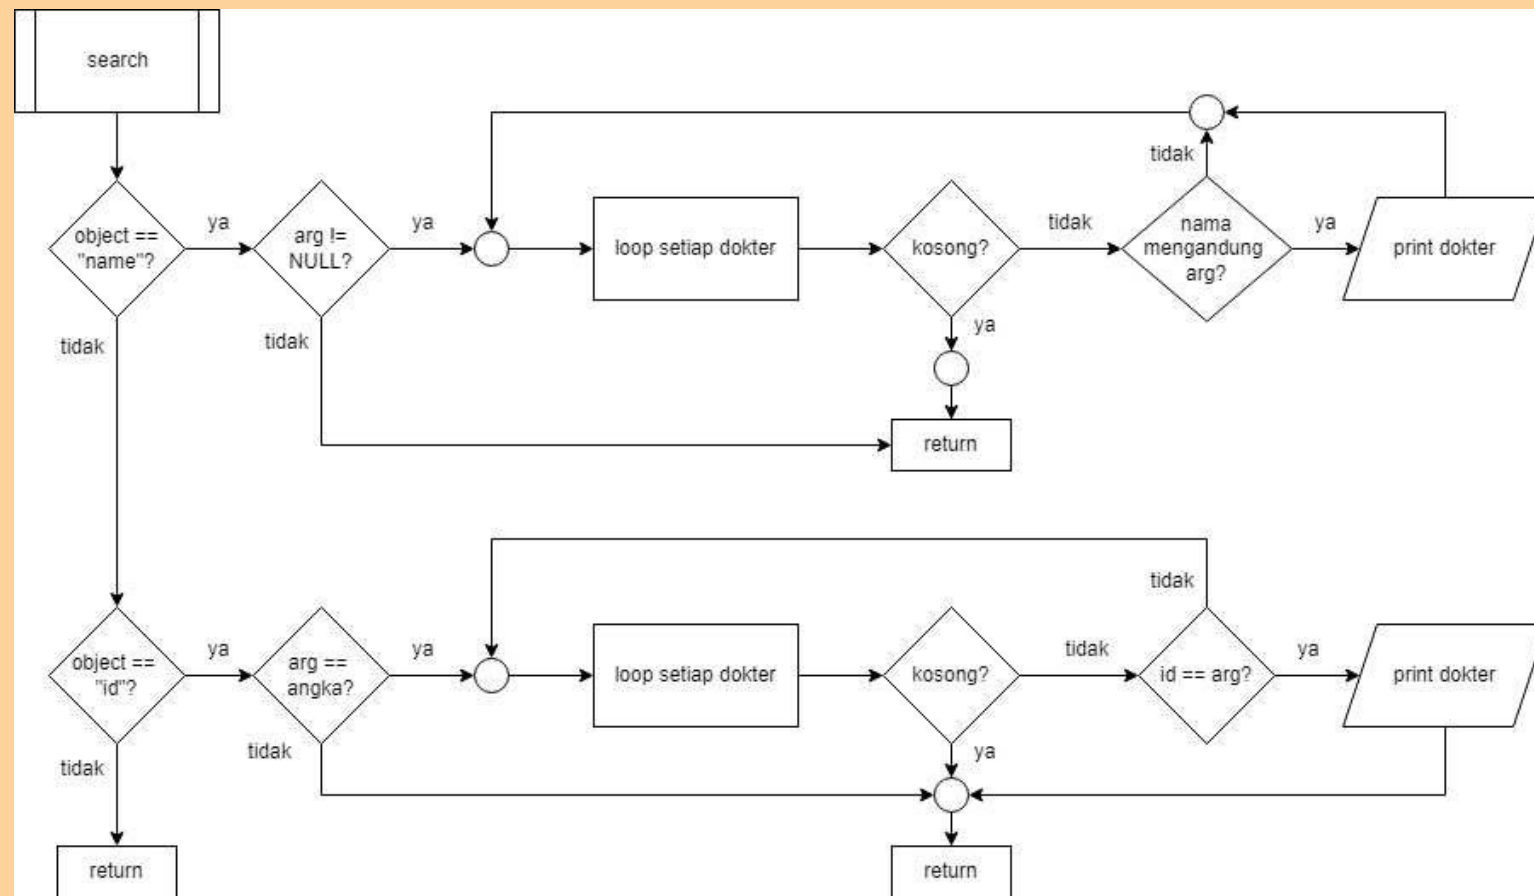 search
tidak
object ==
"name"?
ya
arg !=
NULL?
ya
loop setiap dokter
kosong?
tidak
nama
mengandung
arg?
ya
print dokter
tidak
tidak
ya
return
tidak
object ==
"id"?
ya
arg ==
angka?
ya
loop setiap dokter
kosong?
tidak
id == arg?
ya
print dokter
tidak
tidak
ya
return
return